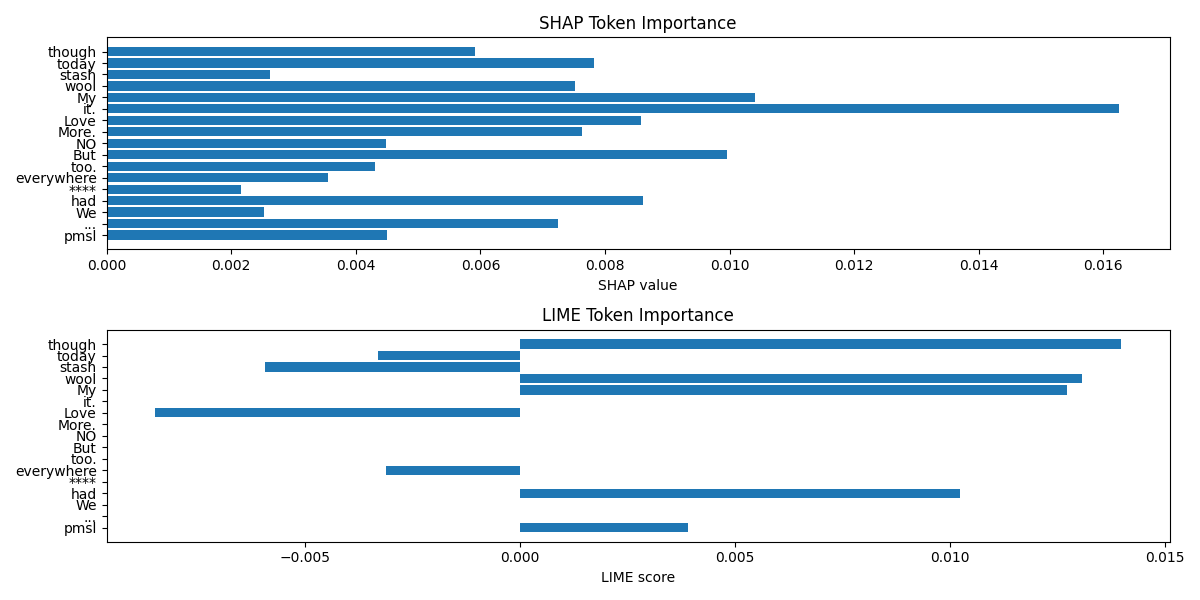 SHAP Token Importance
though
today
stash
wool
My
it.
Love
More.
NO
But
too.
everywhere
****
had
We
...
pmsl
0.000 0.002 0.004 0.006 0.008 0.010 0.012 0.014 0.016
SHAP value
LIME Token Importance
though
today
stash
wool
My
it.
Love
More.
NO
But
too.
everywhere
****
had
We
...
pmsl
−0.005 0.000 0.005 0.010 0.015
LIME score